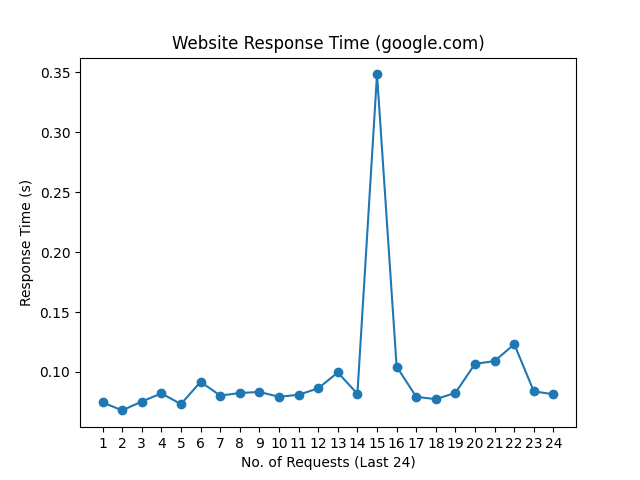 Website Response Time (google.com)
Response Time (s)
0.35
0.30
0.25
0.20
0.15
0.10
1 2 3 4 5 6 7 8 9 10 11 12 13 14 15 16 17 18 19 20 21 22 23 24
No. of Requests (Last 24)